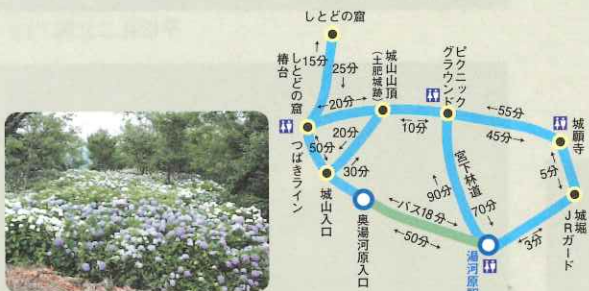 しとどの窟
15分
25分
しとどの窟
椿台
20分
城山山頂
（土肥城跡）
ピクニック
グラウンド
55分
45分
城願寺
10分
つばきライン
50分
20分
30分
城山入口
宮下林道
90分
70分
5分
城堀
JRガード
奥湯河原入口
バス18分
50分
3分
湯河原駅